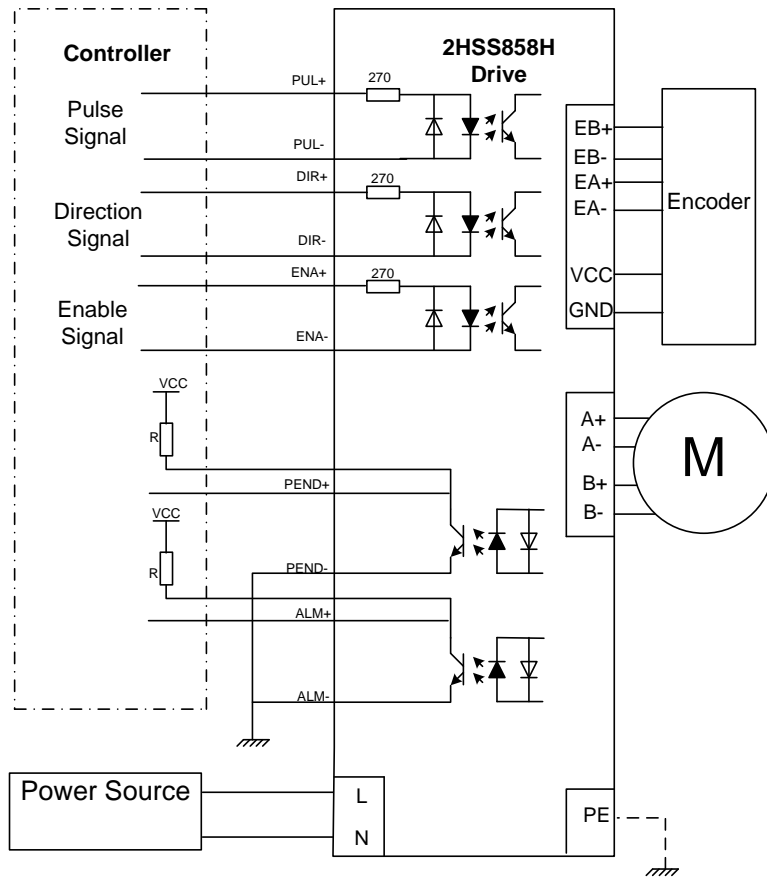 Controller
2HSS858H
Drive
PUL+
270
Pulse
Signal
PUL-
DIR+
270
Direction
Signal
DIR-
ENA+
270
Enable
Signal
ENA-
EB+
EB-
EA+
EA-
VCC
GND
Encoder
VCC
R
PEND+
VCC
R
PEND-
ALM+
ALM-
A+
A-
B+
B-
M
Power Source
L
N
PE